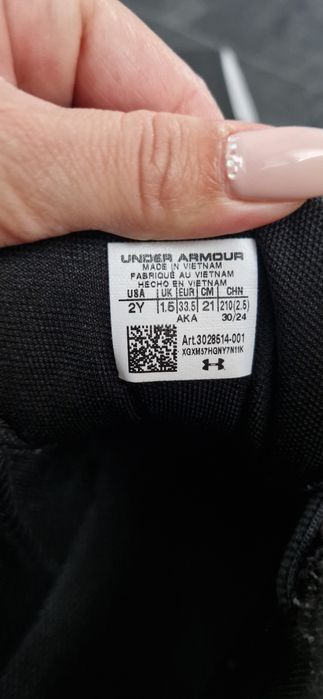 UNDER ARMOUR
MADE IN VIETNAM
FABRIQUÉ AU VIETNAM
HECHO EN VIETNAM
USA UK EUR CM CHN
2Y 1.5 33.5 21 210(2.5)
AKA 30/24
Art.3028514-001
XGXM57HGNY7N11K